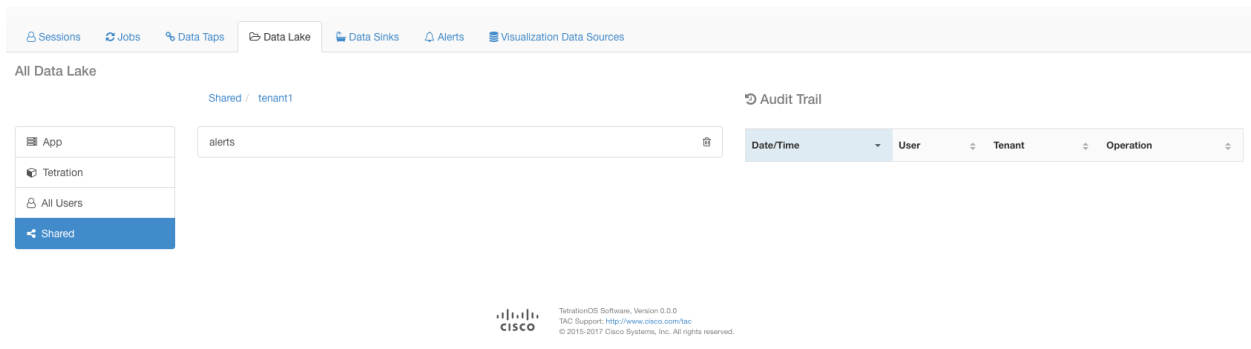 Sessions Jobs Data Taps Data Lake Data Sinks Alerts Visualization Data Sources
All Data Lake
Shared / tenant1
Audit Trail
App
Tetration
All Users
Shared
alerts
Date/Time User Tenant Operation
CISCO
TetrationOS Software, Version 0.0.0
TAC Support: http://www.cisco.com/tac
© 2015-2017 Cisco Systems, Inc. All rights reserved.